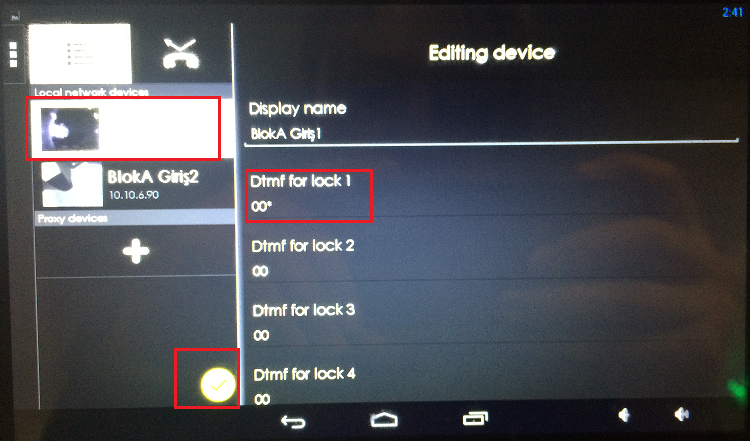 2:41
Editing device
Local network devices
Display name
BlokA Giriş1
BlokA Giriş2
10.10.6.90
Dtmf for lock 1
00*
Proxy devices
Dtmf for lock 2
00
Dtmf for lock 3
00
Dtmf for lock 4
00